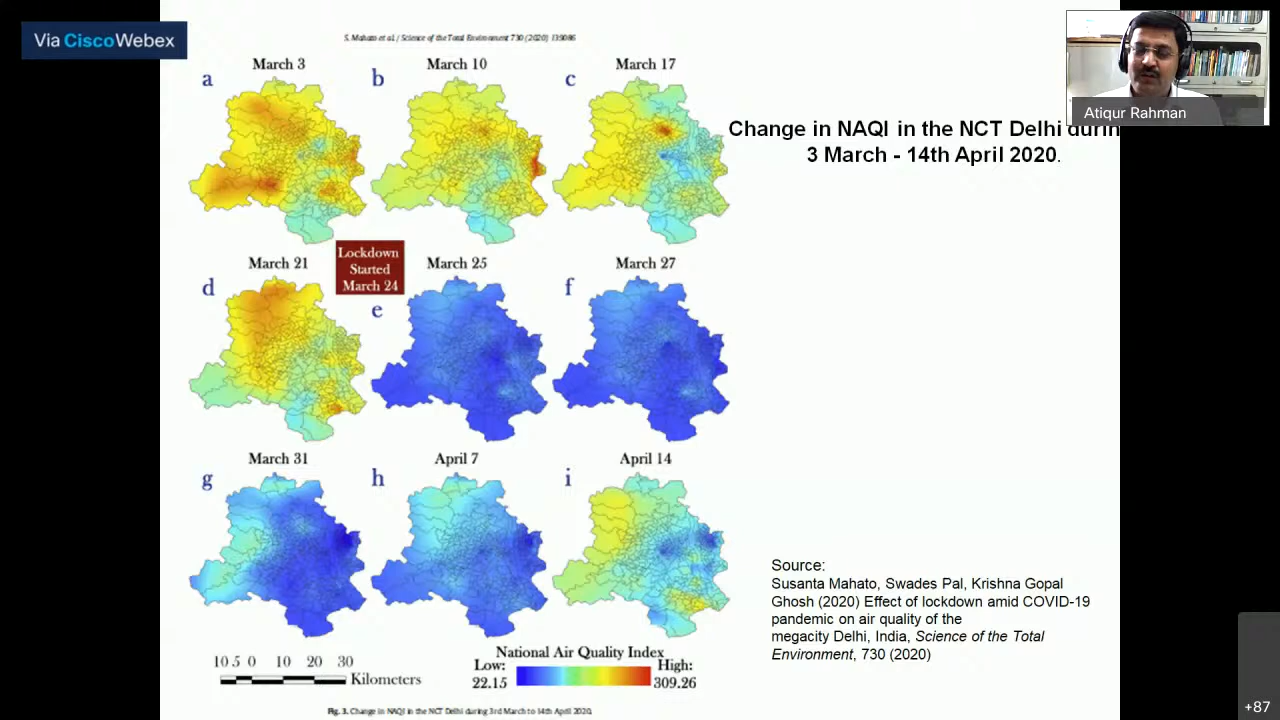 Via CiscoWebex
S. Mahato et al. / Science of the Total Environment 730 (2020) 139086
March 3
March 10
March 17
a
b
c
Atiqur Rahman
Change in NAQI in the NCT Delhi durin
3 March - 14th April 2020.
Lockdown
Started
March 24
March 21
March 25
March 27
d
e
f
March 31
April 7
April 14
g
h
i
Source:
Susanta Mahato, Swades Pal, Krishna Gopal
Ghosh (2020) Effect of lockdown amid COVID-19
pandemic on air quality of the
megacity Delhi, India, Science of the Total
Environment, 730 (2020)
10 5 0 10 20 30
Kilometers
National Air Quality Index
Low: High:
22.15 309.26
Fig. 3. Change in NAQI in the NCT Delhi during 3rd March to 14th April 2020.
+87